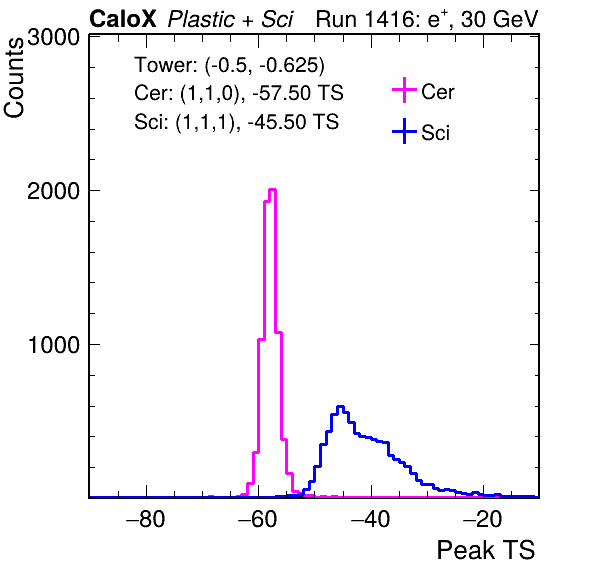 CaloX Plastic + Sci Run 1416: e⁺, 30 GeV
Counts
3000
2000
1000
Tower: (-0.5, -0.625)
Cer: (1,1,0), -57.50 TS
Sci: (1,1,1), -45.50 TS
Cer
Sci
−80 −60 −40 −20
Peak TS